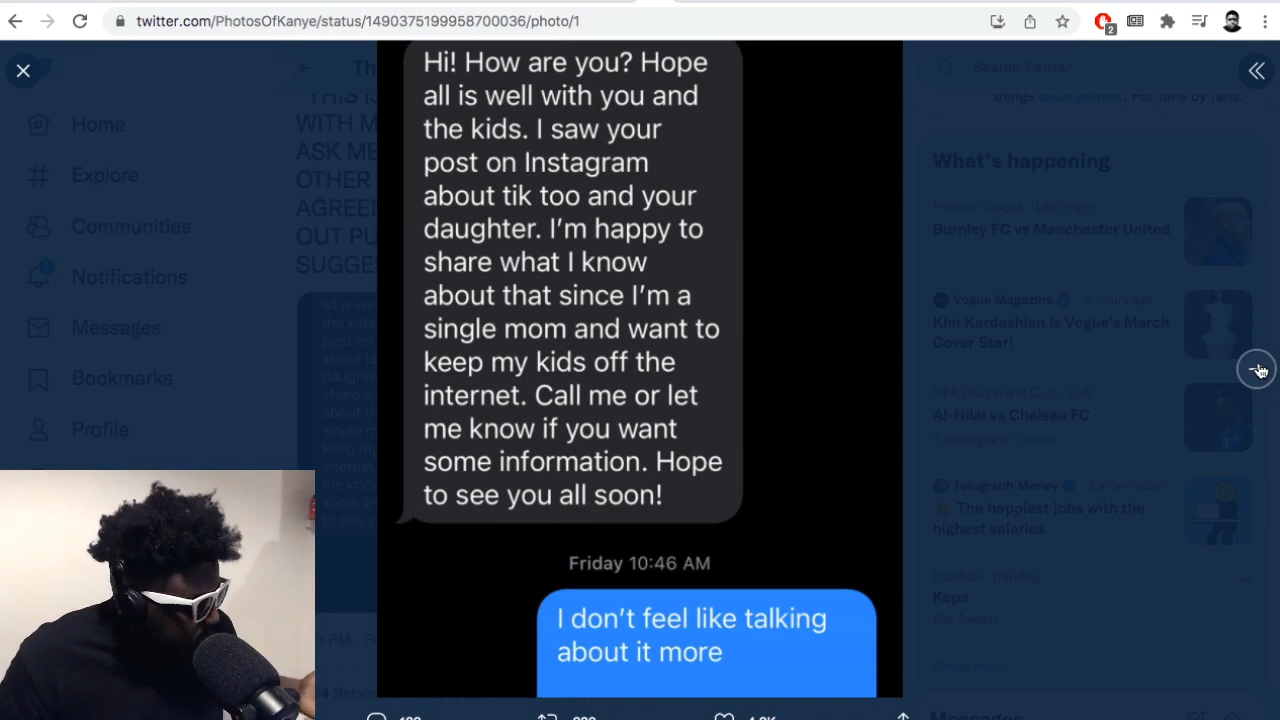 twitter.com/PhotosOfKanye/status/1490375199958700036/photo/1
2
Hi! How are you? Hope
all is well with you and
the kids. I saw your
post on Instagram
about tik too and your
daughter. I'm happy to
share what I know
about that since I'm a
single mom and want to
keep my kids off the
internet. Call me or let
me know if you want
some information. Hope
to see you all soon!
Friday 10:46 AM
I don't feel like talking
about it more
Home
Explore
Communities
Notifications
Messages
Bookmarks
Profile
Search Twitter
things @kanyewest. For fans by fans.
What's happening
Premier League · Last night
Burnley FC vs Manchester United
Vogue Magazine · 2 hours ago
Kim Kardashian is Vogue's March
Cover Star!
FIFA Club World Cup · LIVE
Al-Hilal vs Chelsea FC
Trending with
Telegraph Money · Earlier today
The happiest jobs with the
highest salaries
Football · Trending
Kepa
Tweets
Show more
Messages